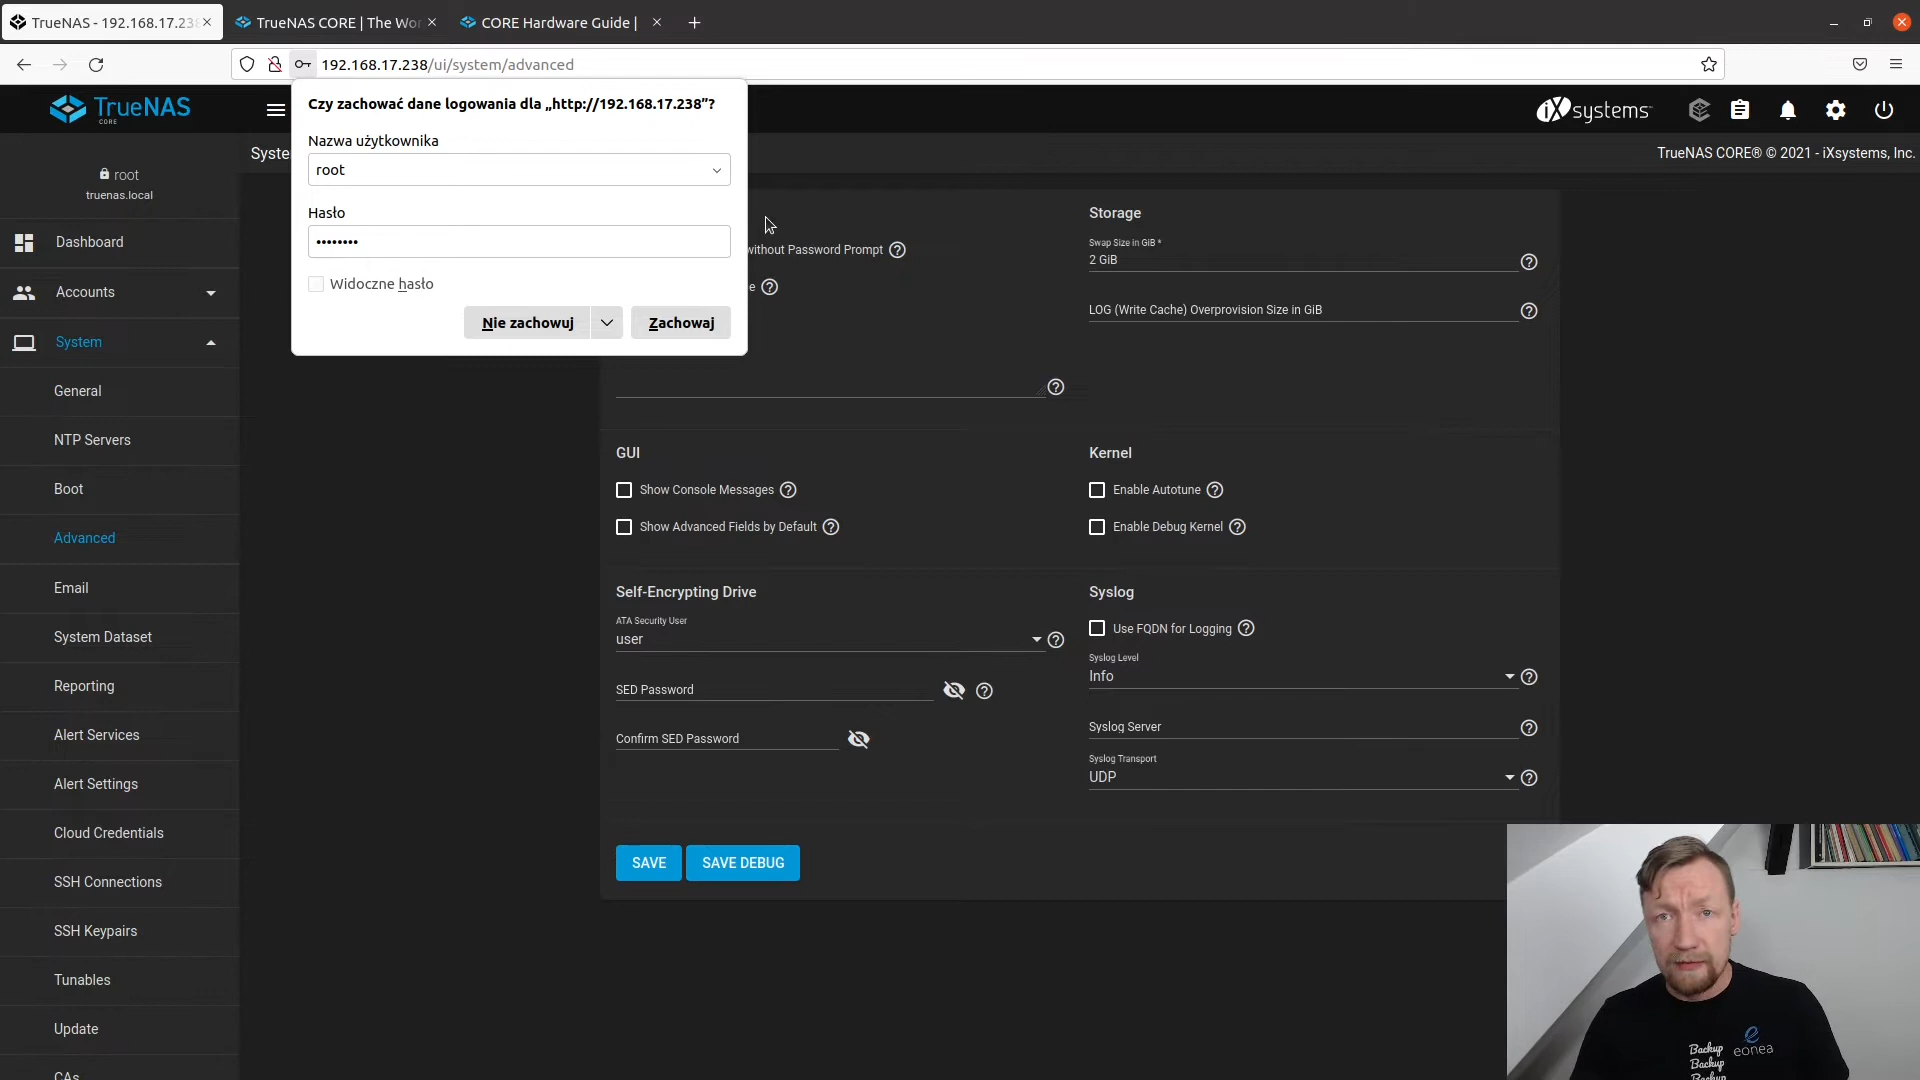 TrueNAS - 192.168.17.238
TrueNAS CORE | The Wor
CORE Hardware Guide |
192.168.17.238/ui/system/advanced
TrueNAS
CORE
iXsystems
Syste
TrueNAS CORE® © 2021 - iXsystems, Inc.
root
truenas.local
Dashboard
Accounts
System
General
NTP Servers
Boot
Advanced
Email
System Dataset
Reporting
Alert Services
Alert Settings
Cloud Credentials
SSH Connections
SSH Keypairs
Tunables
Update
CAs
Czy zachować dane logowania dla „http://192.168.17.238”?
Nazwa użytkownika
root
Hasło
••••••••
Widoczne hasło
Nie zachowuj
Zachowaj
without Password Prompt
e
Storage
Swap Size in GiB *
2 GiB
LOG (Write Cache) Overprovision Size in GiB
GUI
Show Console Messages
Show Advanced Fields by Default
Kernel
Enable Autotune
Enable Debug Kernel
Self-Encrypting Drive
ATA Security User
user
SED Password
Confirm SED Password
Syslog
Use FQDN for Logging
Syslog Level
Info
Syslog Server
Syslog Transport
UDP
SAVE
SAVE DEBUG
Backup
Backup
Backup
eonea